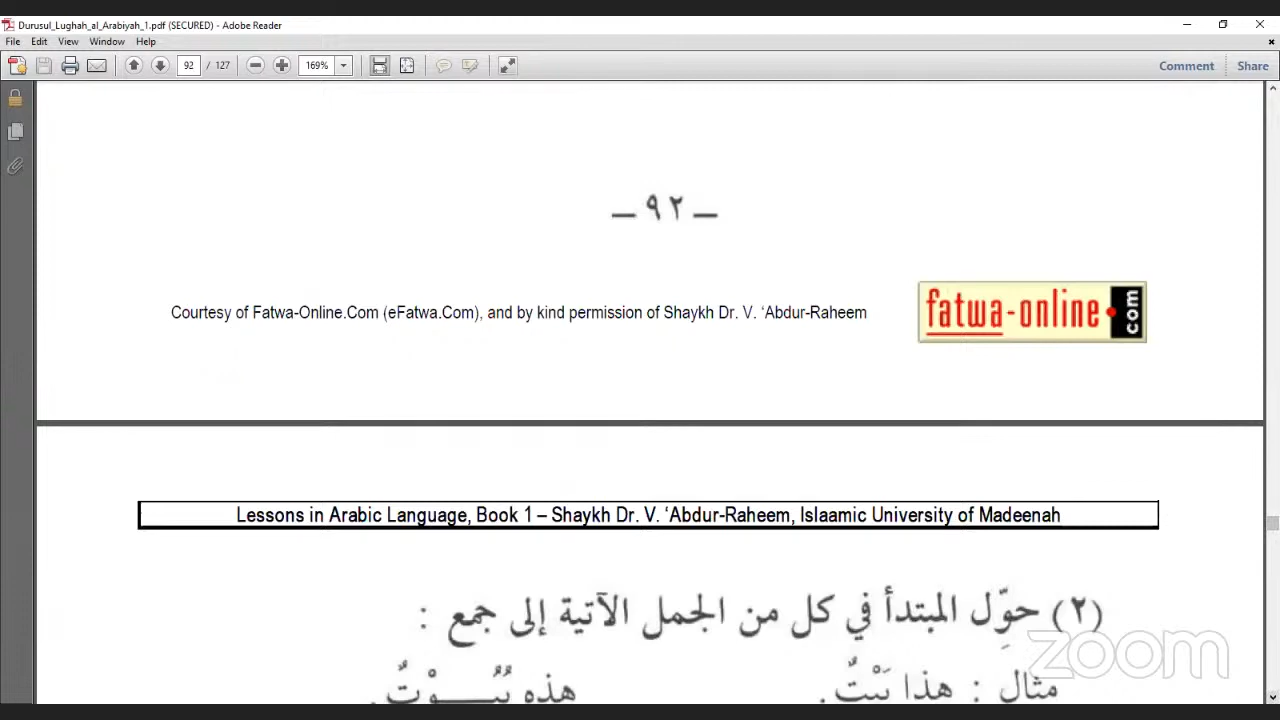 Durusul_Lughah_al_Arabiyah_1.pdf (SECURED) - Adobe Reader
File Edit View Window Help
92 / 127 169% Comment Share
– ٩٢ –
Courtesy of Fatwa-Online.Com (eFatwa.Com), and by kind permission of Shaykh Dr. V. ‘Abdur-Raheem
fatwa-online.com
Lessons in Arabic Language, Book 1 – Shaykh Dr. V. ‘Abdur-Raheem, Islaamic University of Madeenah
(٢) حوِّل المبتدأ في كل من الجمل الآتية إلى جمع :
مثال : هذا بَيْتٌ . هذه بُيُـــوْتٌ .
zoom